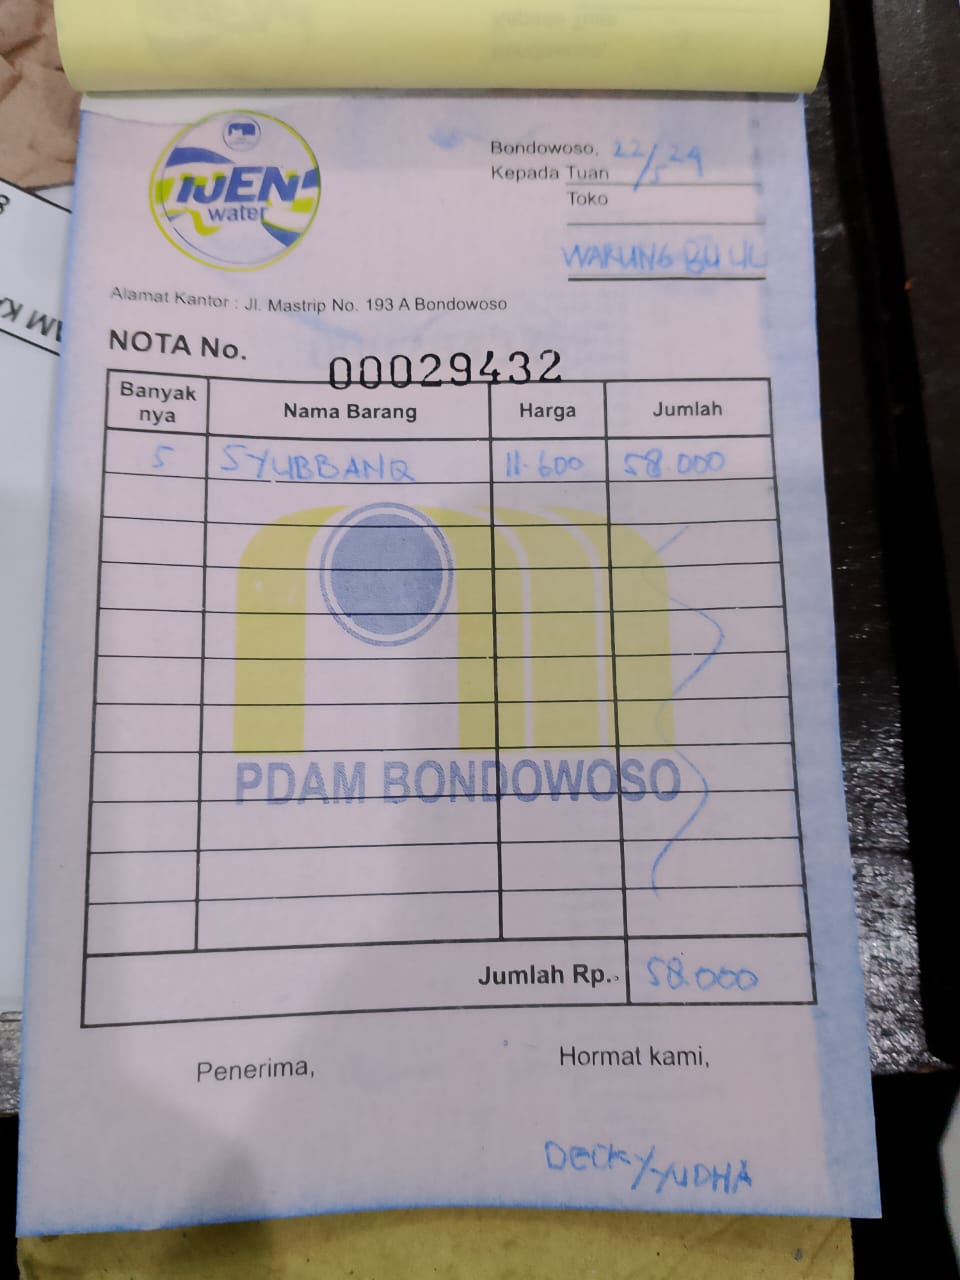 IJEN
water
Bondowoso, 22/5 24
Kepada Tuan
Toko
WARUNG BU UL
Alamat Kantor : Jl. Mastrip No. 193 A Bondowoso
NOTA No. 00029432
Banyak nya Nama Barang Harga Jumlah
5 SYUBBANQ 11.600 58.000
PDAM BONDOWOSO
Jumlah Rp. 58.000
Penerima, Hormat kami,
DECKY YUDHA